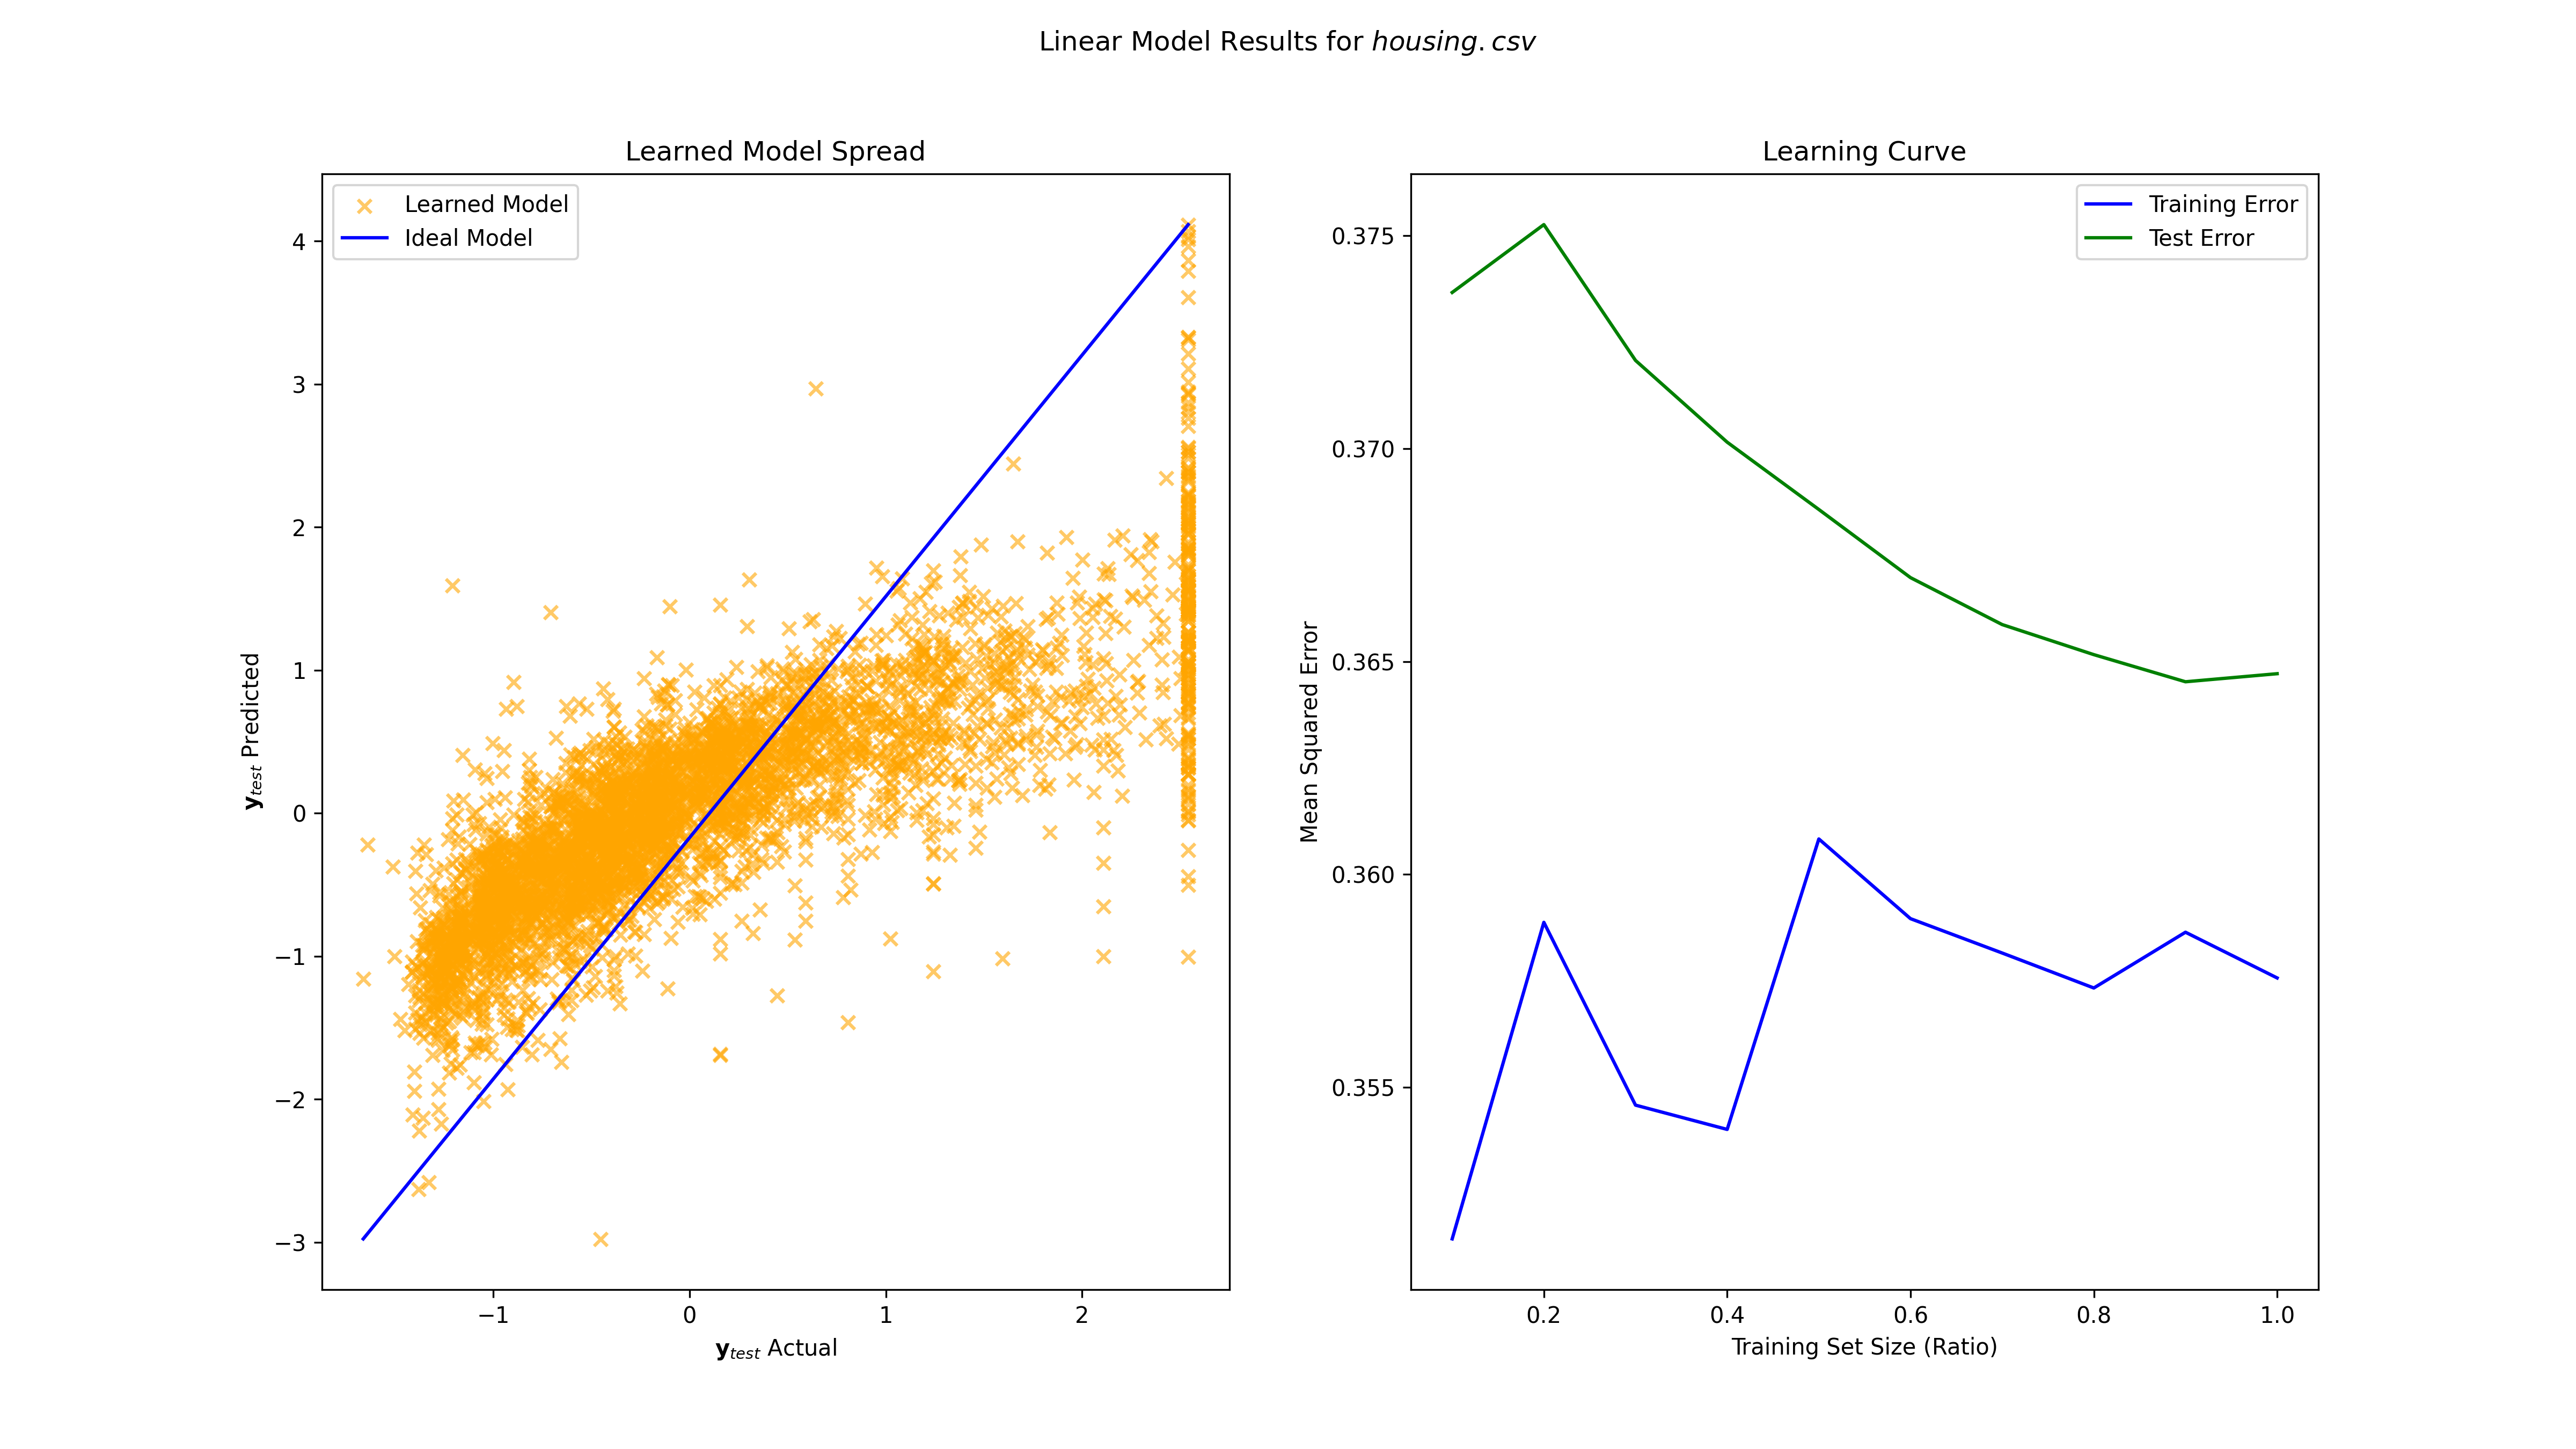 Linear Model Results for housing.csv
Learned Model Spread
Learned Model
Ideal Model
4
3
2
1
0
−1
−2
−3
y_test Predicted
−1 0 1 2
y_test Actual
Learning Curve
Training Error
Test Error
0.375
0.370
0.365
0.360
0.355
Mean Squared Error
0.2 0.4 0.6 0.8 1.0
Training Set Size (Ratio)